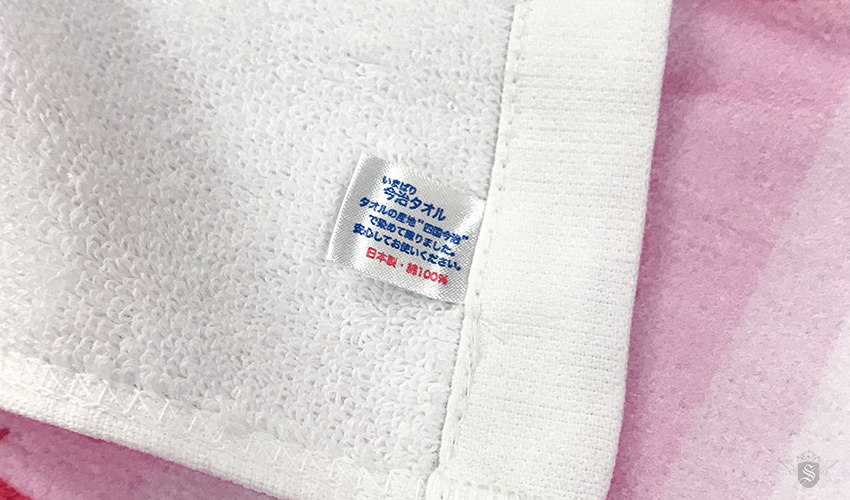 いまばり
今治タオル
タオルの産地“四国今治”
で染めて織りました。
安心してお使いください。
日本製・綿100%
S